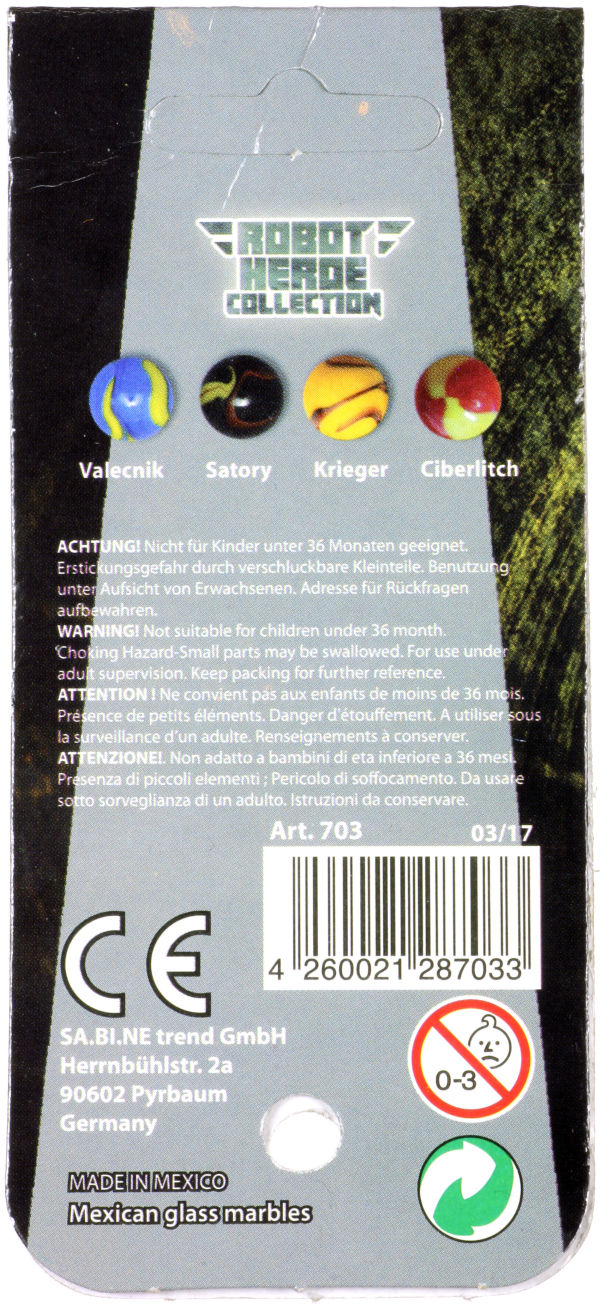 ROBOT
HEROE
COLLECTION
Valecnik Satory Krieger Ciberlitch
ACHTUNG! Nicht für Kinder unter 36 Monaten geeignet.
Erstickungsgefahr durch verschluckbare Kleinteile. Benutzung
unter Aufsicht von Erwachsenen. Adresse für Rückfragen
aufbewahren.
WARNING! Not suitable for children under 36 month.
Choking Hazard-Small parts may be swallowed. For use under
adult supervision. Keep packing for further reference.
ATTENTION ! Ne convient pas aux enfants de moins de 36 mois.
Présence de petits éléments. Danger d'étouffement. A utiliser sous
la surveillance d'un adulte. Renseignements à conserver.
ATTENZIONE!. Non adatto a bambini di eta inferiore a 36 mesi.
Presenza di piccoli elementi ; Pericolo di soffocamento. Da usare
sotto sorveglianza di un adulto. Istruzioni da conservare.
Art. 703 03/17
4 260021 287033
CE
SA.BI.NE trend GmbH
Herrnbühlstr. 2a
90602 Pyrbaum
Germany
0-3
MADE IN MEXICO
Mexican glass marbles